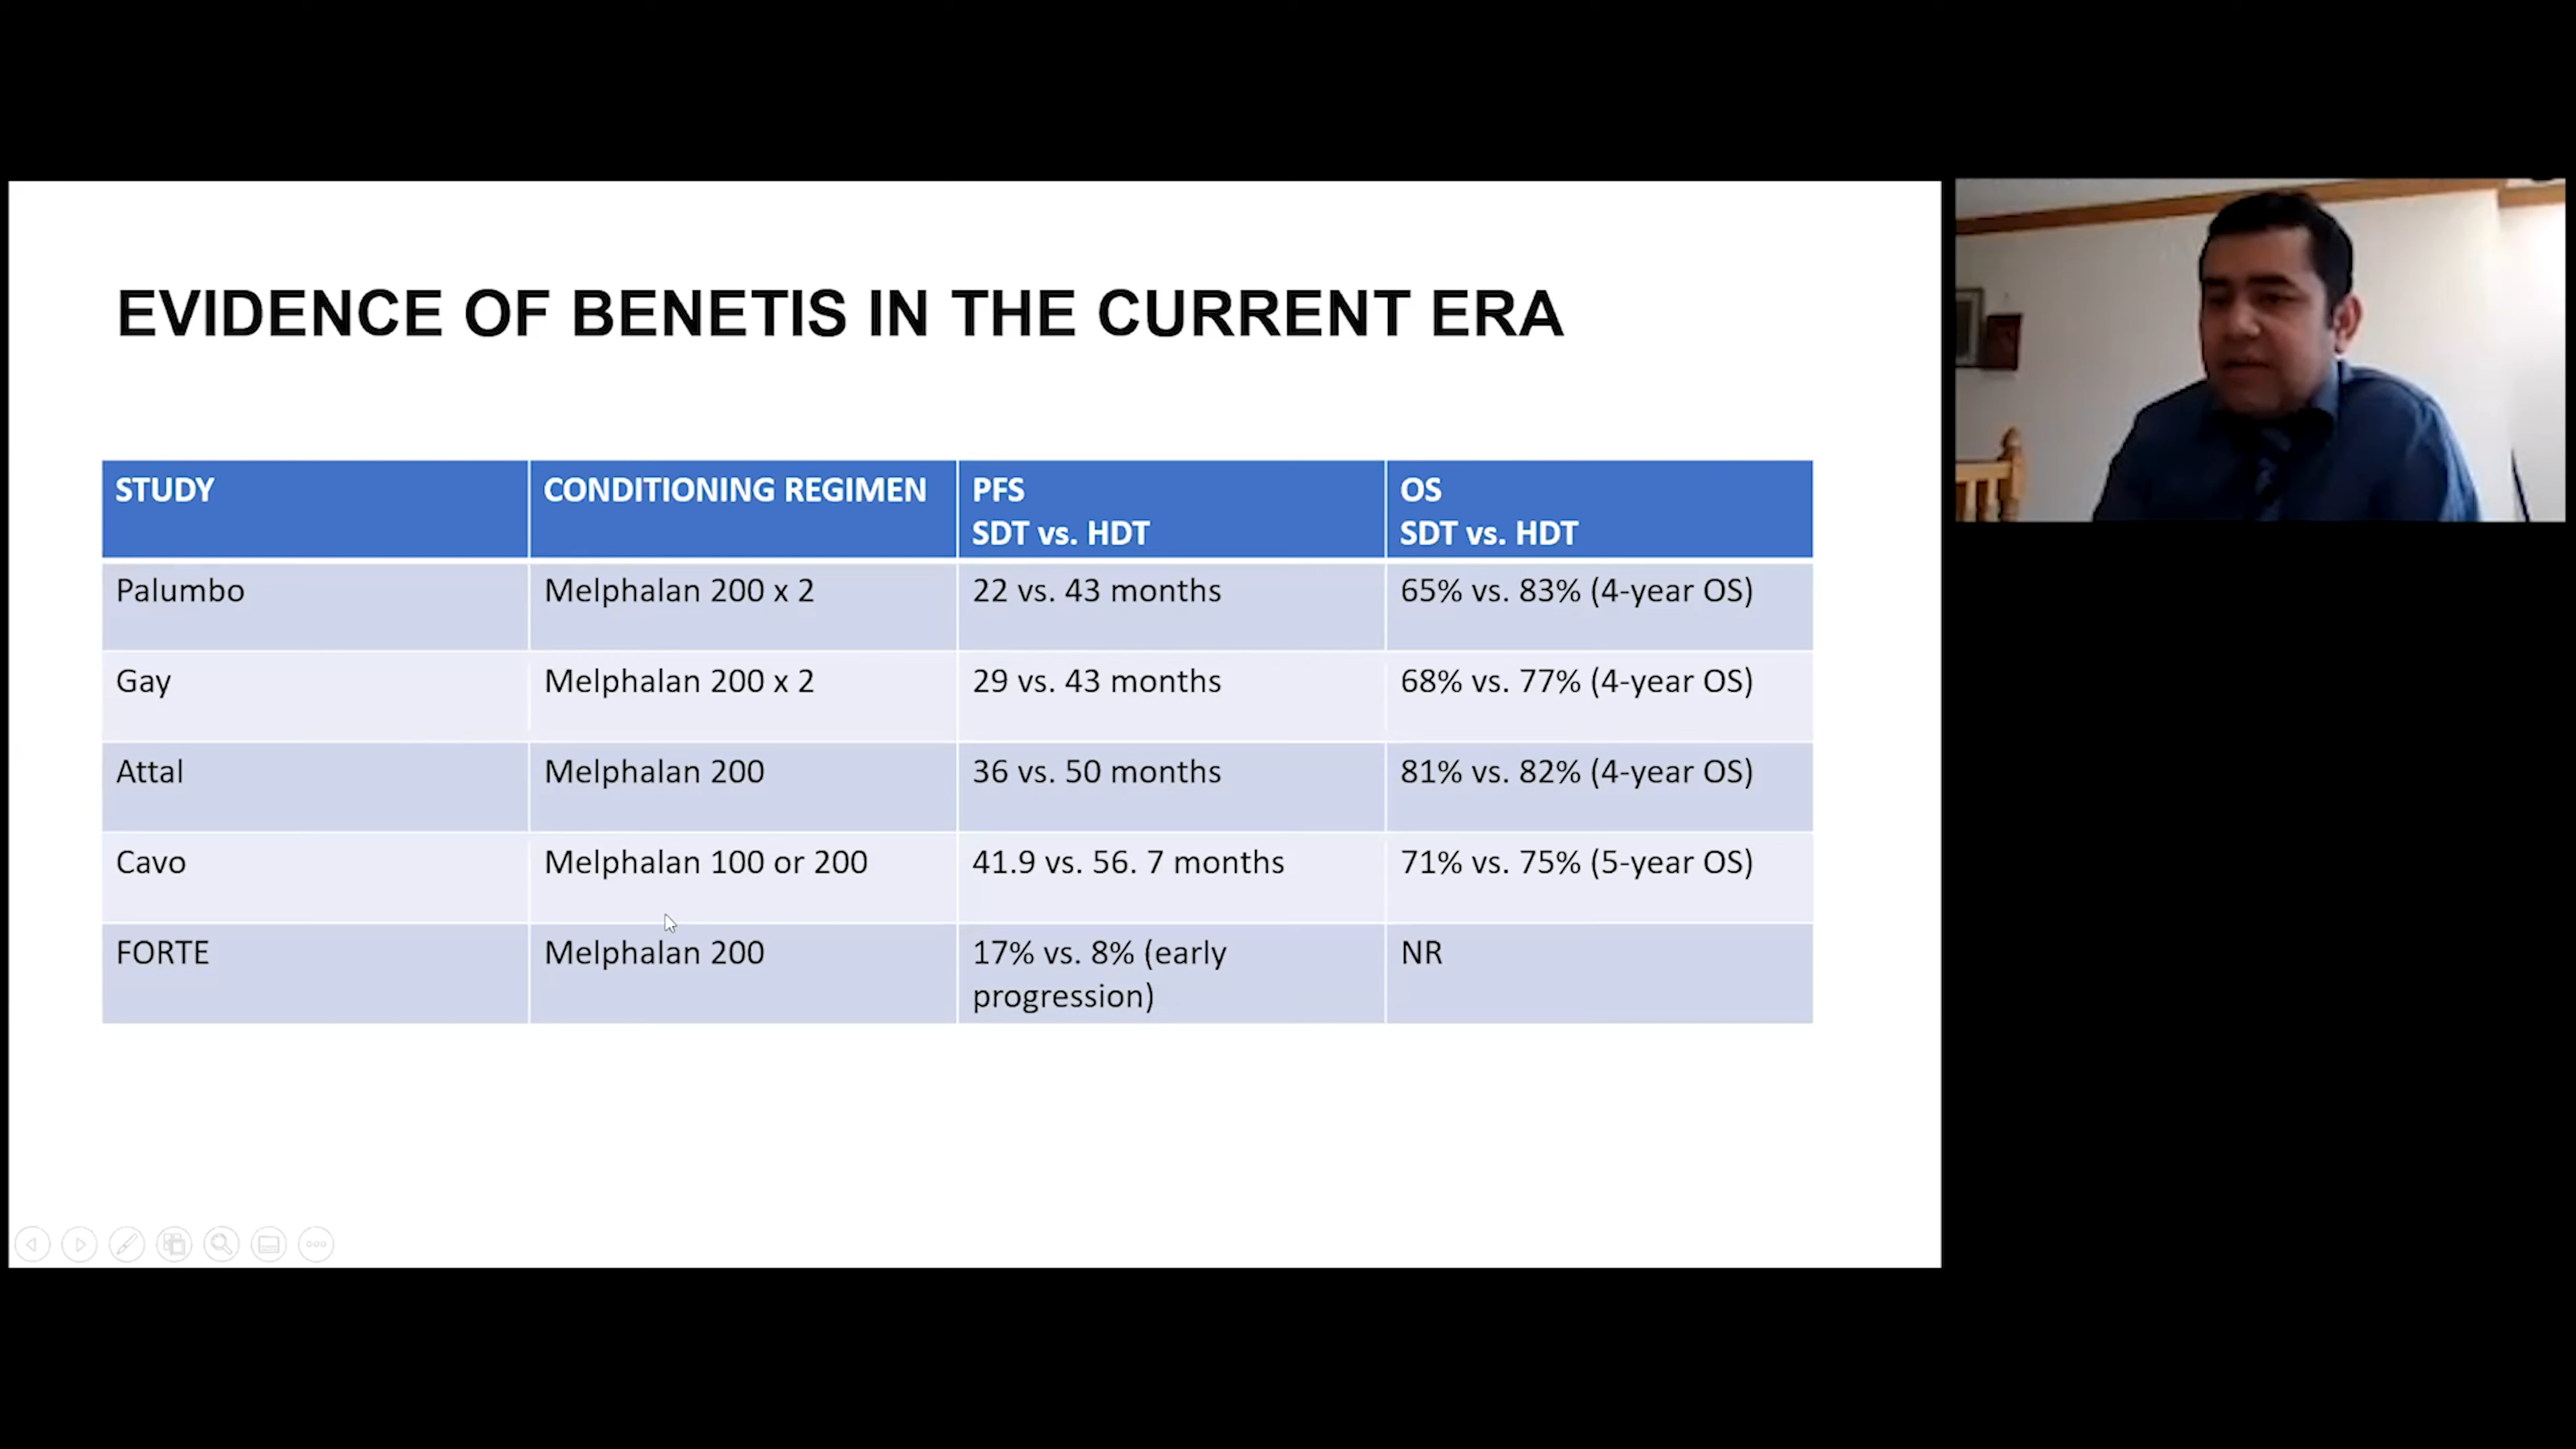 EVIDENCE OF BENETIS IN THE CURRENT ERA
STUDY
CONDITIONING REGIMEN
PFS
SDT vs. HDT
OS
SDT vs. HDT
Palumbo
Melphalan 200 x 2
22 vs. 43 months
65% vs. 83% (4-year OS)
Gay
Melphalan 200 x 2
29 vs. 43 months
68% vs. 77% (4-year OS)
Attal
Melphalan 200
36 vs. 50 months
81% vs. 82% (4-year OS)
Cavo
Melphalan 100 or 200
41.9 vs. 56. 7 months
71% vs. 75% (5-year OS)
FORTE
Melphalan 200
17% vs. 8% (early
progression)
NR